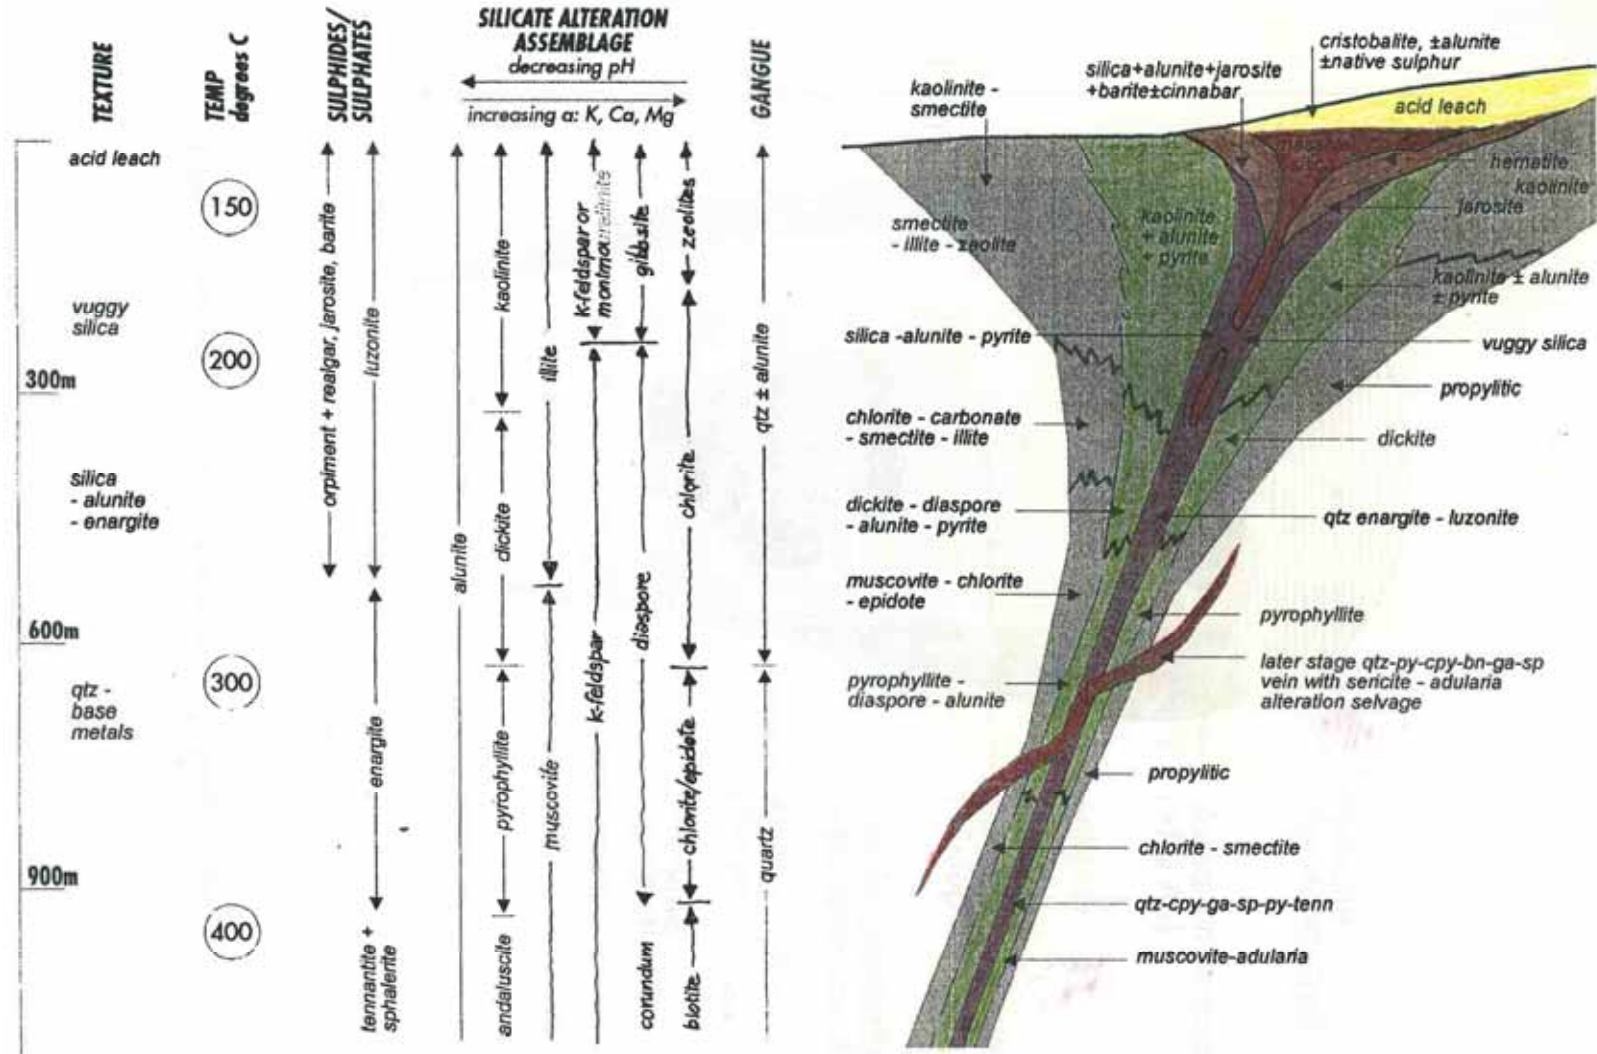 TEXTURE
TEMP
degrees C
SULPHIDES/
SULPHATES
SILICATE ALTERATION
ASSEMBLAGE
decreasing pH
increasing a: K, Ca, Mg
GANGUE
acid leach
vuggy
silica
300m
silica
- alunite
- enargite
600m
qtz -
base
metals
900m
150
200
300
400
orpiment + realgar, jarosite, barite
luzonite
enargite
tennantite +
sphalerite
alunite
kaolinite
dickite
pyrophyllite
andaluscite
illite
muscovite
k-feldspar or
k-feldspar
gibbsite
diaspore
corundum
zeolites
chlorite
chlorite/epidote
biotite
qtz ± alunite
quartz
kaolinite -
smectite
silica+alunite+jarosite
+barite±cinnabar
cristobalite, ±alunite
±native sulphur
acid leach
hematite
kaolinite
jarosite
smectite
- illite - zeolite
kaolinite
+ alunite
+ pyrite
kaolinite ± alunite
± pyrite
silica -alunite - pyrite
vuggy silica
propylitic
chlorite - carbonate
- smectite - illite
dickite
dickite - diaspore
- alunite - pyrite
qtz enargite - luzonite
muscovite - chlorite
- epidote
pyrophyllite
pyrophyllite -
diaspore - alunite
later stage qtz-py-cpy-bn-ga-sp
vein with sericite - adularia
alteration selvage
propylitic
chlorite - smectite
qtz-cpy-ga-sp-py-tenn
muscovite-adularia